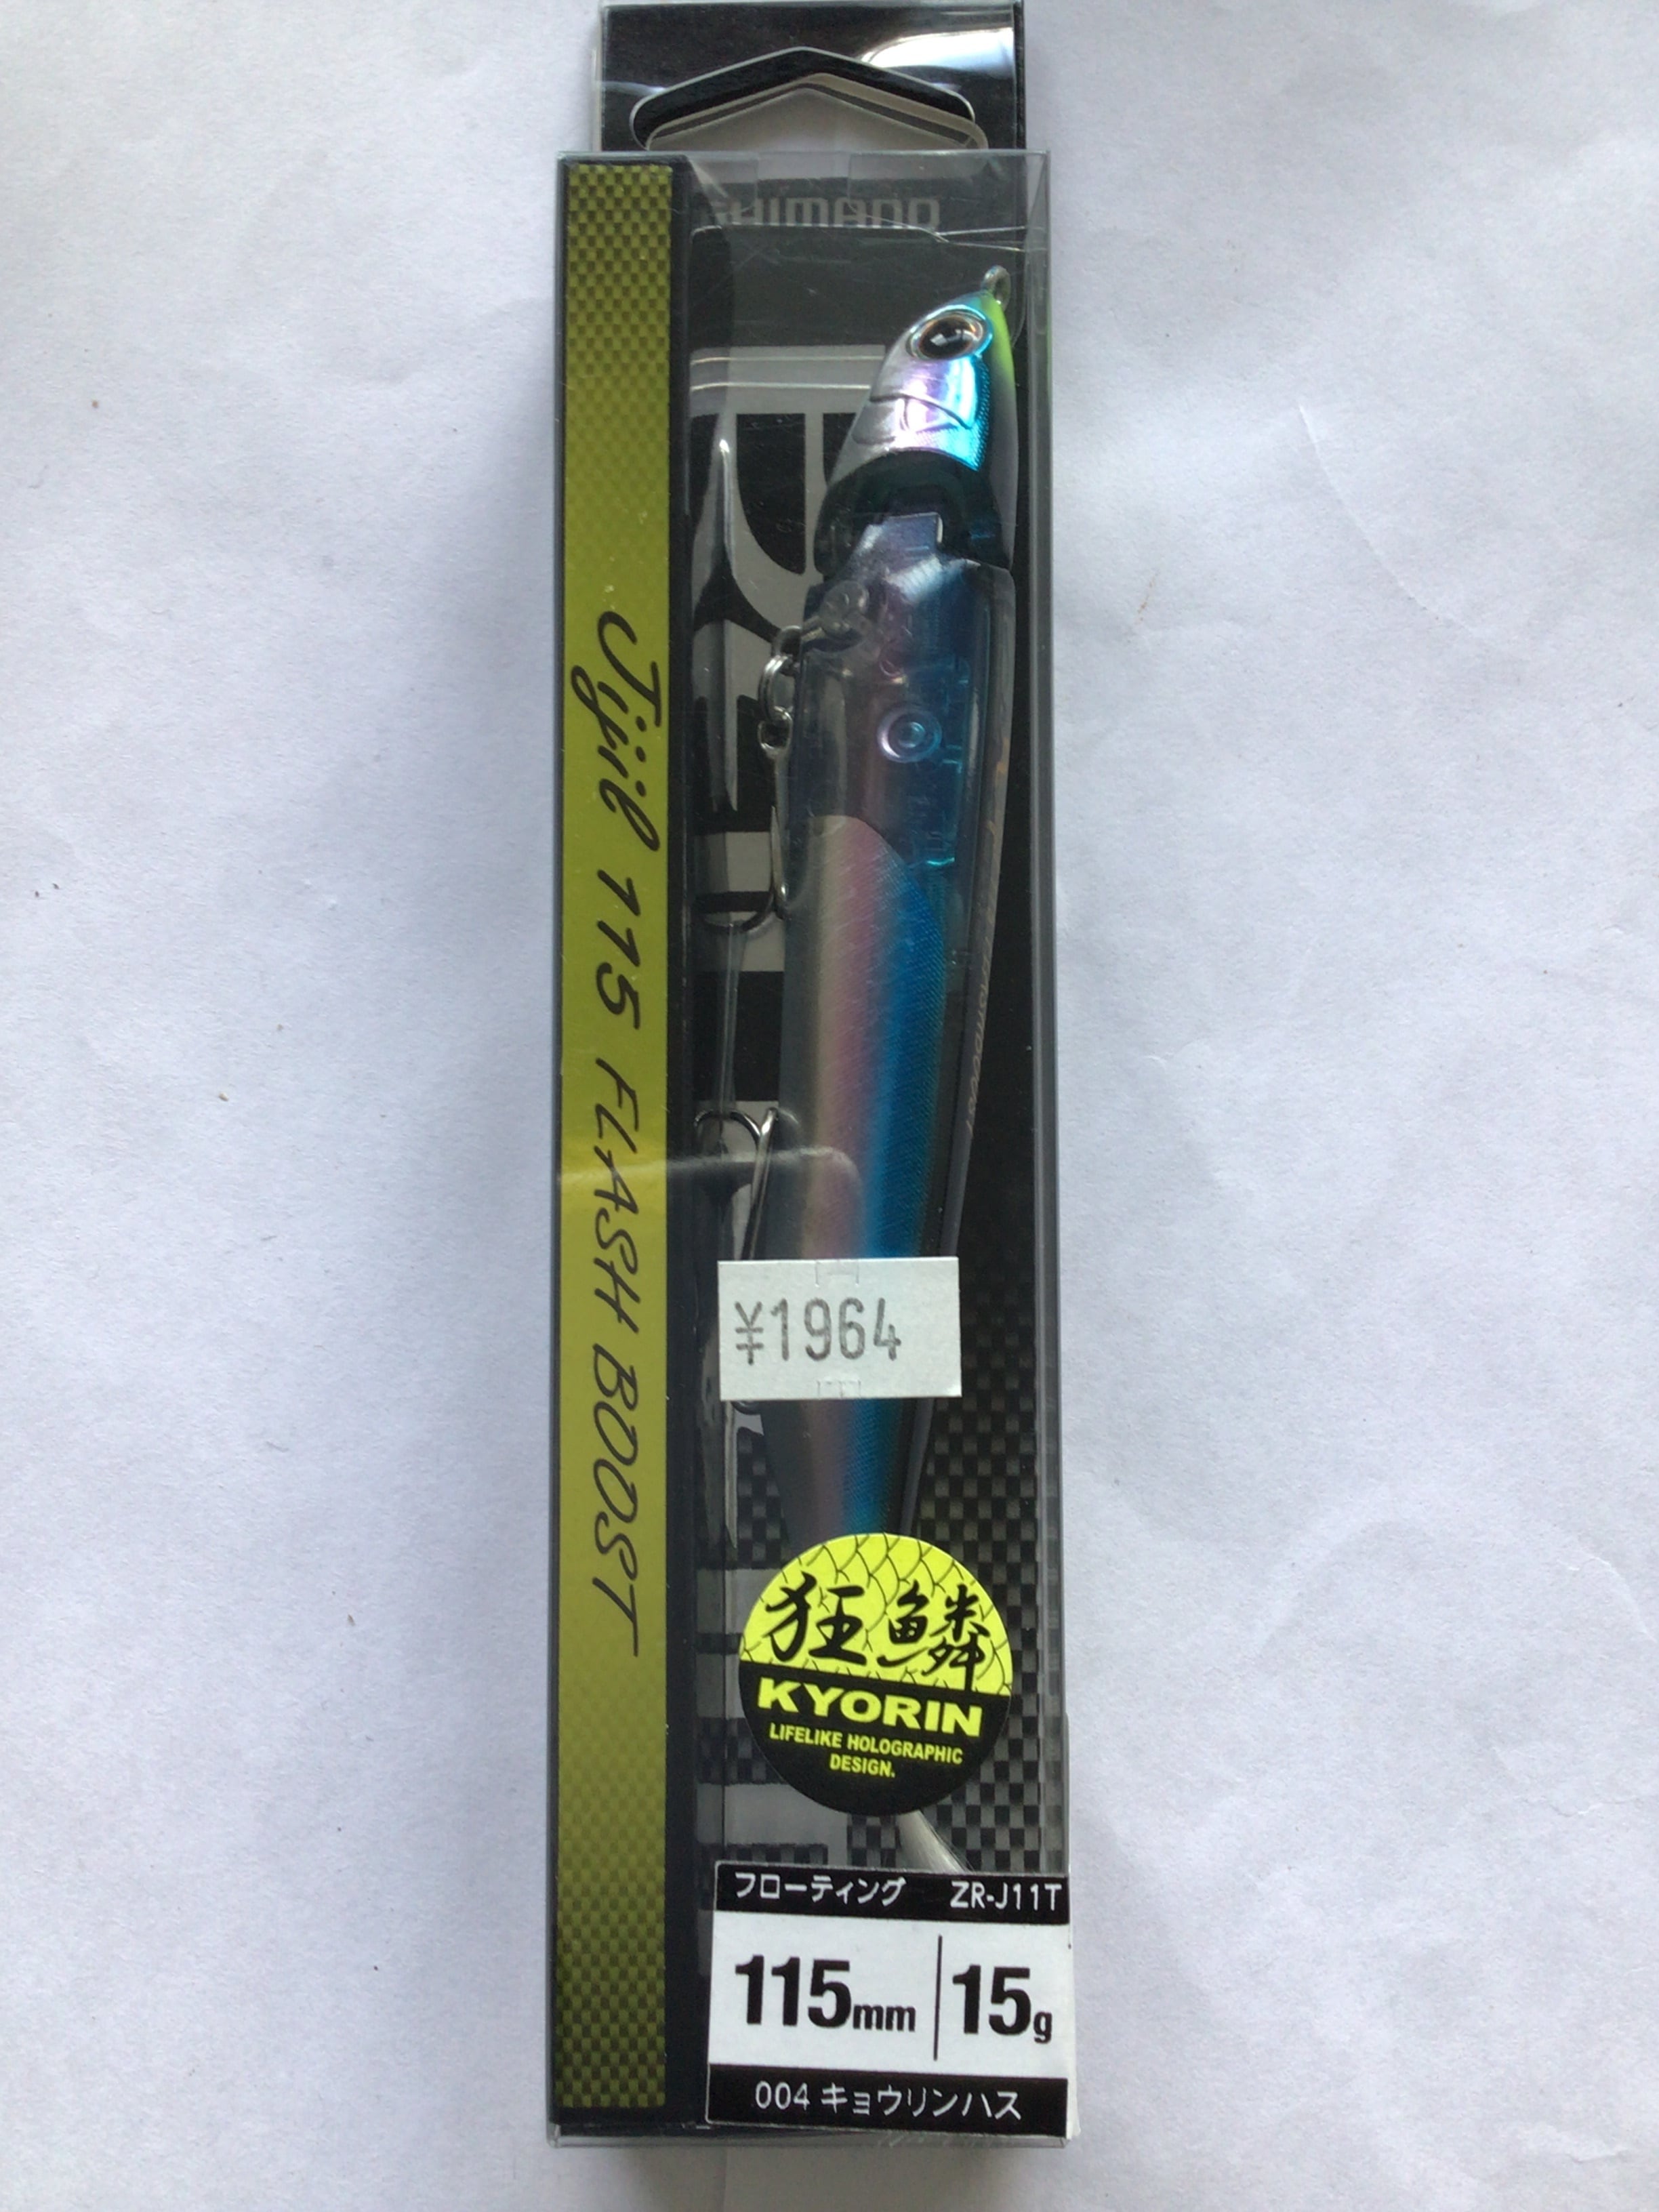 SHIMANO
Jijil 115 FLASH BOOST
¥1964
狂鱗
KYORIN
LIFELIKE HOLOGRAPHIC
DESIGN.
フローティング ZR-J11T
115mm 15g
004 キョウリンハス